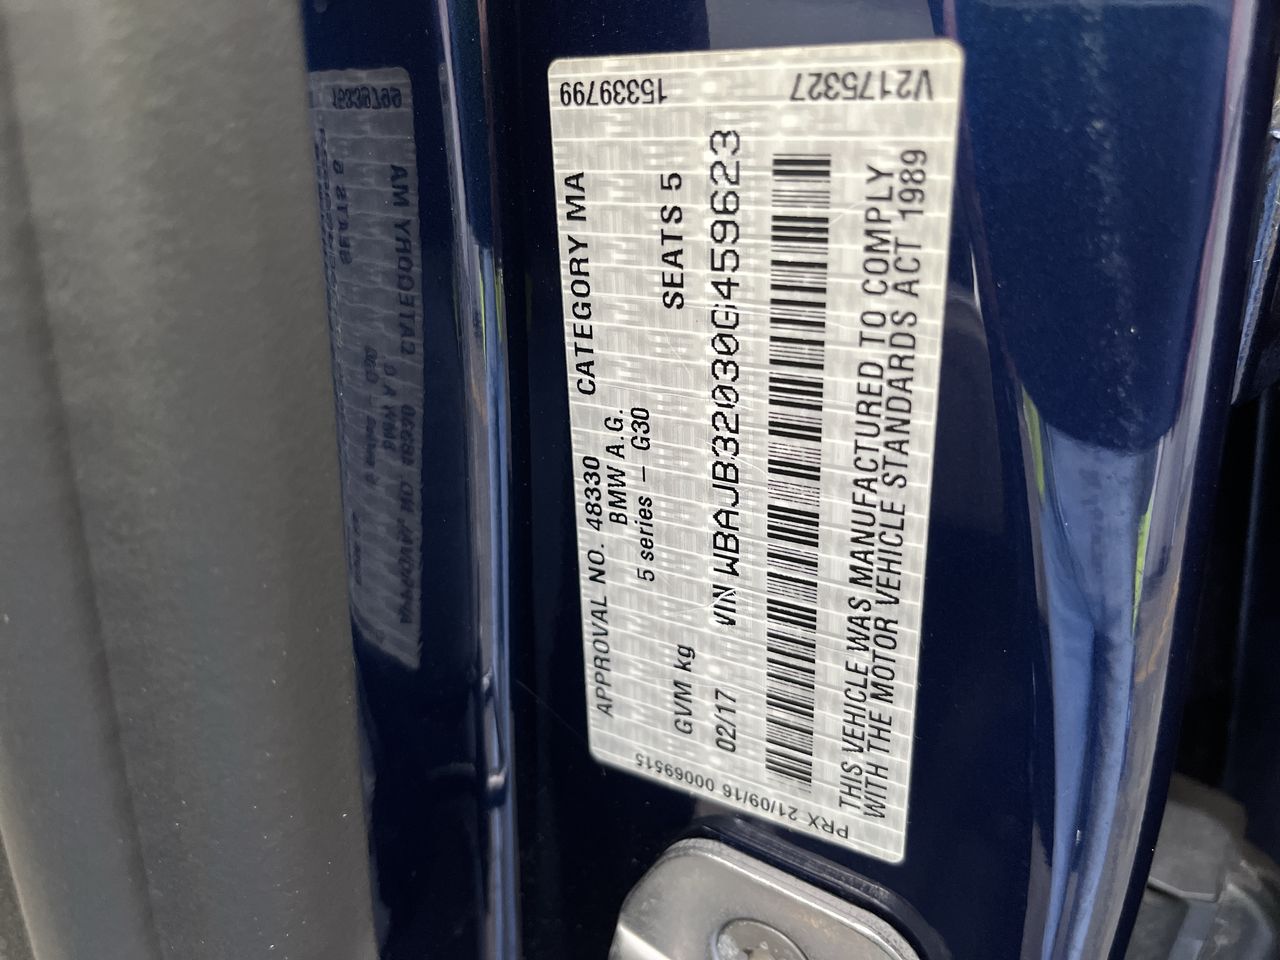 15339799
V2175327
APPROVAL NO. 48330 CATEGORY MA
BMW A.G.
5 series – G30
GVM kg SEATS 5
02/17 VIN WBAJB32030G459623
THIS VEHICLE WAS MANUFACTURED TO COMPLY
WITH THE MOTOR VEHICLE STANDARDS ACT 1989
PRX 21/09/16 00069515